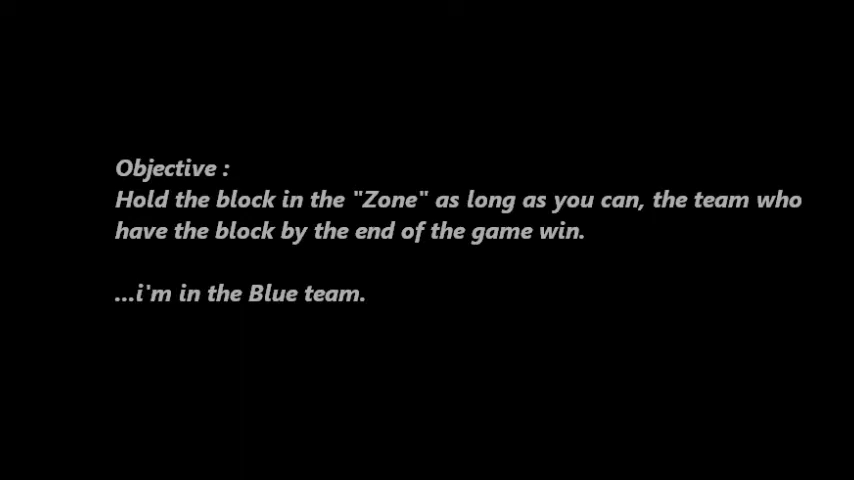 Objective :
Hold the block in the "Zone" as long as you can, the team who
have the block by the end of the game win.
...i'm in the Blue team.